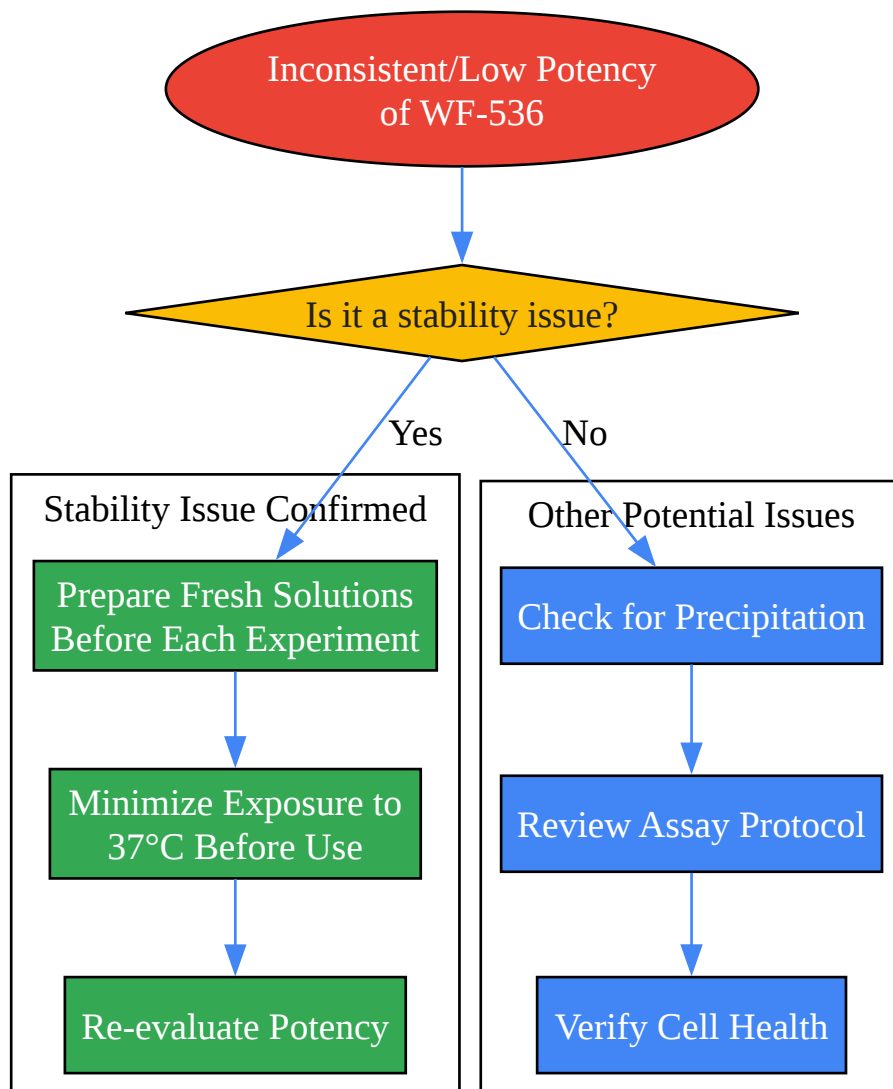 Inconsistent/Low Potency
of WF-536
Is it a stability issue?
Yes
No
Stability Issue Confirmed
Prepare Fresh Solutions
Before Each Experiment
Minimize Exposure to
37°C Before Use
Re-evaluate Potency
Other Potential Issues
Check for Precipitation
Review Assay Protocol
Verify Cell Health